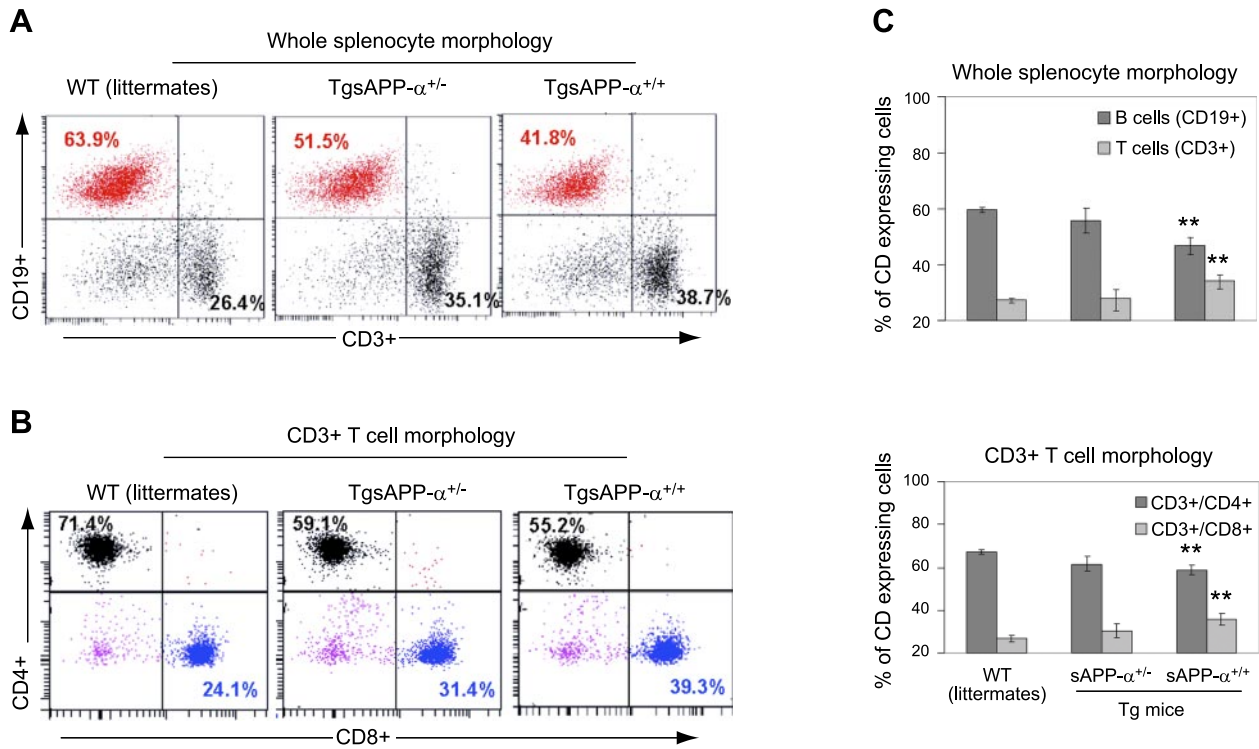 A
Whole splenocyte morphology
WT (littermates) TgsAPP-α+/- TgsAPP-α+/+
63.9% 51.5% 41.8%
26.4% 35.1% 38.7%
CD19+
CD3+
B
CD3+ T cell morphology
WT (littermates) TgsAPP-α+/- TgsAPP-α+/+
71.4% 59.1% 55.2%
24.1% 31.4% 39.3%
CD4+
CD8+
C
Whole splenocyte morphology
% of CD expressing cells
100
80
60
40
20
B cells (CD19+)
T cells (CD3+)
**
**
CD3+ T cell morphology
% of CD expressing cells
100
80
60
40
20
CD3+/CD4+
CD3+/CD8+
**
**
WT sAPP-α+/- sAPP-α+/+
(littermates)
Tg mice